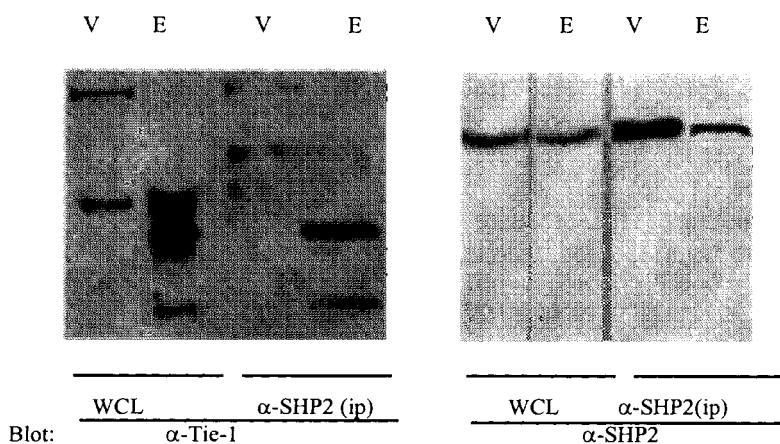 V E V E V E V E
WCL α-SHP2 (ip) WCL α-SHP2(ip)
Blot: α-Tie-1 α-SHP2